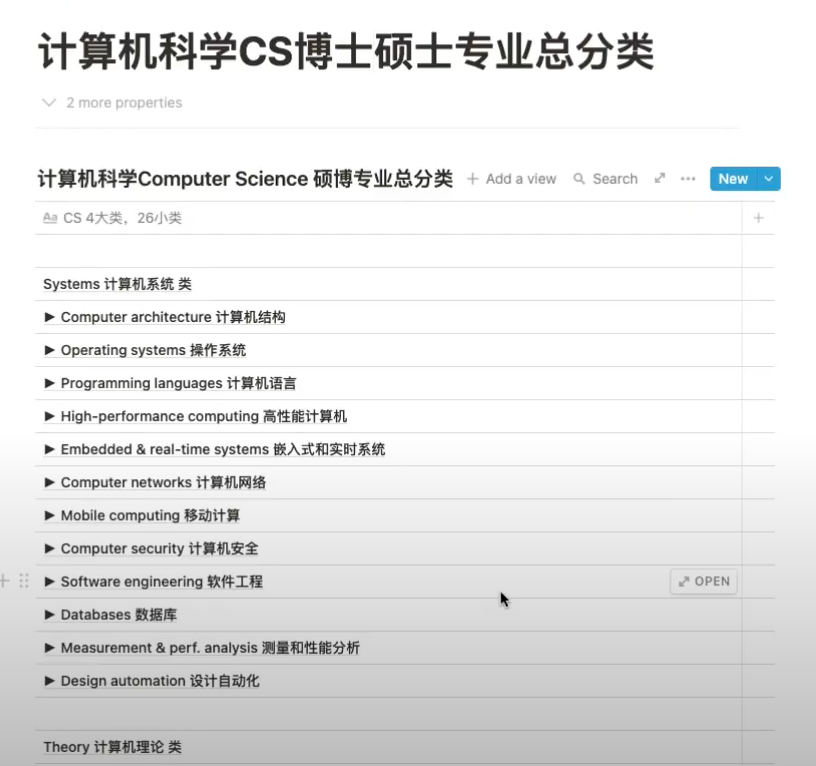 计算机科学CS博士硕士专业总分类
2 more properties
计算机科学Computer Science 硕博专业总分类 + Add a view Search ••• New
Aa CS 4大类，26小类 +
Systems 计算机系统 类
▶ Computer architecture 计算机结构
▶ Operating systems 操作系统
▶ Programming languages 计算机语言
▶ High-performance computing 高性能计算机
▶ Embedded & real-time systems 嵌入式和实时系统
▶ Computer networks 计算机网络
▶ Mobile computing 移动计算
▶ Computer security 计算机安全
▶ Software engineering 软件工程 OPEN
▶ Databases 数据库
▶ Measurement & perf. analysis 测量和性能分析
▶ Design automation 设计自动化
Theory 计算机理论 类